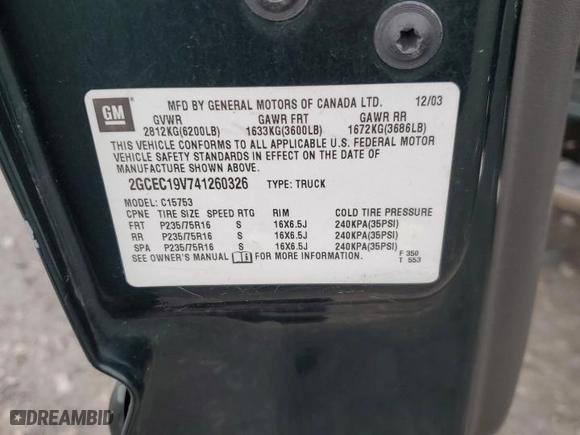 GM
MFD BY GENERAL MOTORS OF CANADA LTD. 12/03
GVWR GAWR FRT GAWR RR
2812KG(6200LB) 1633KG(3600LB) 1672KG(3686LB)
THIS VEHICLE CONFORMS TO ALL APPLICABLE U.S. FEDERAL MOTOR
VEHICLE SAFETY STANDARDS IN EFFECT ON THE DATE OF
MANUFACTURE SHOWN ABOVE.
2GCEC19V741260326 TYPE: TRUCK
MODEL: C15753
CPNE TIRE SIZE SPEED RTG RIM COLD TIRE PRESSURE
FRT P235/75R16 S 16X6.5J 240KPA(35PSI)
RR P235/75R16 S 16X6.5J 240KPA(35PSI)
SPA P235/75R16 S 16X6.5J 240KPA(35PSI)
SEE OWNER'S MANUAL FOR MORE INFORMATION.
F 350
T 553
DREAMBID